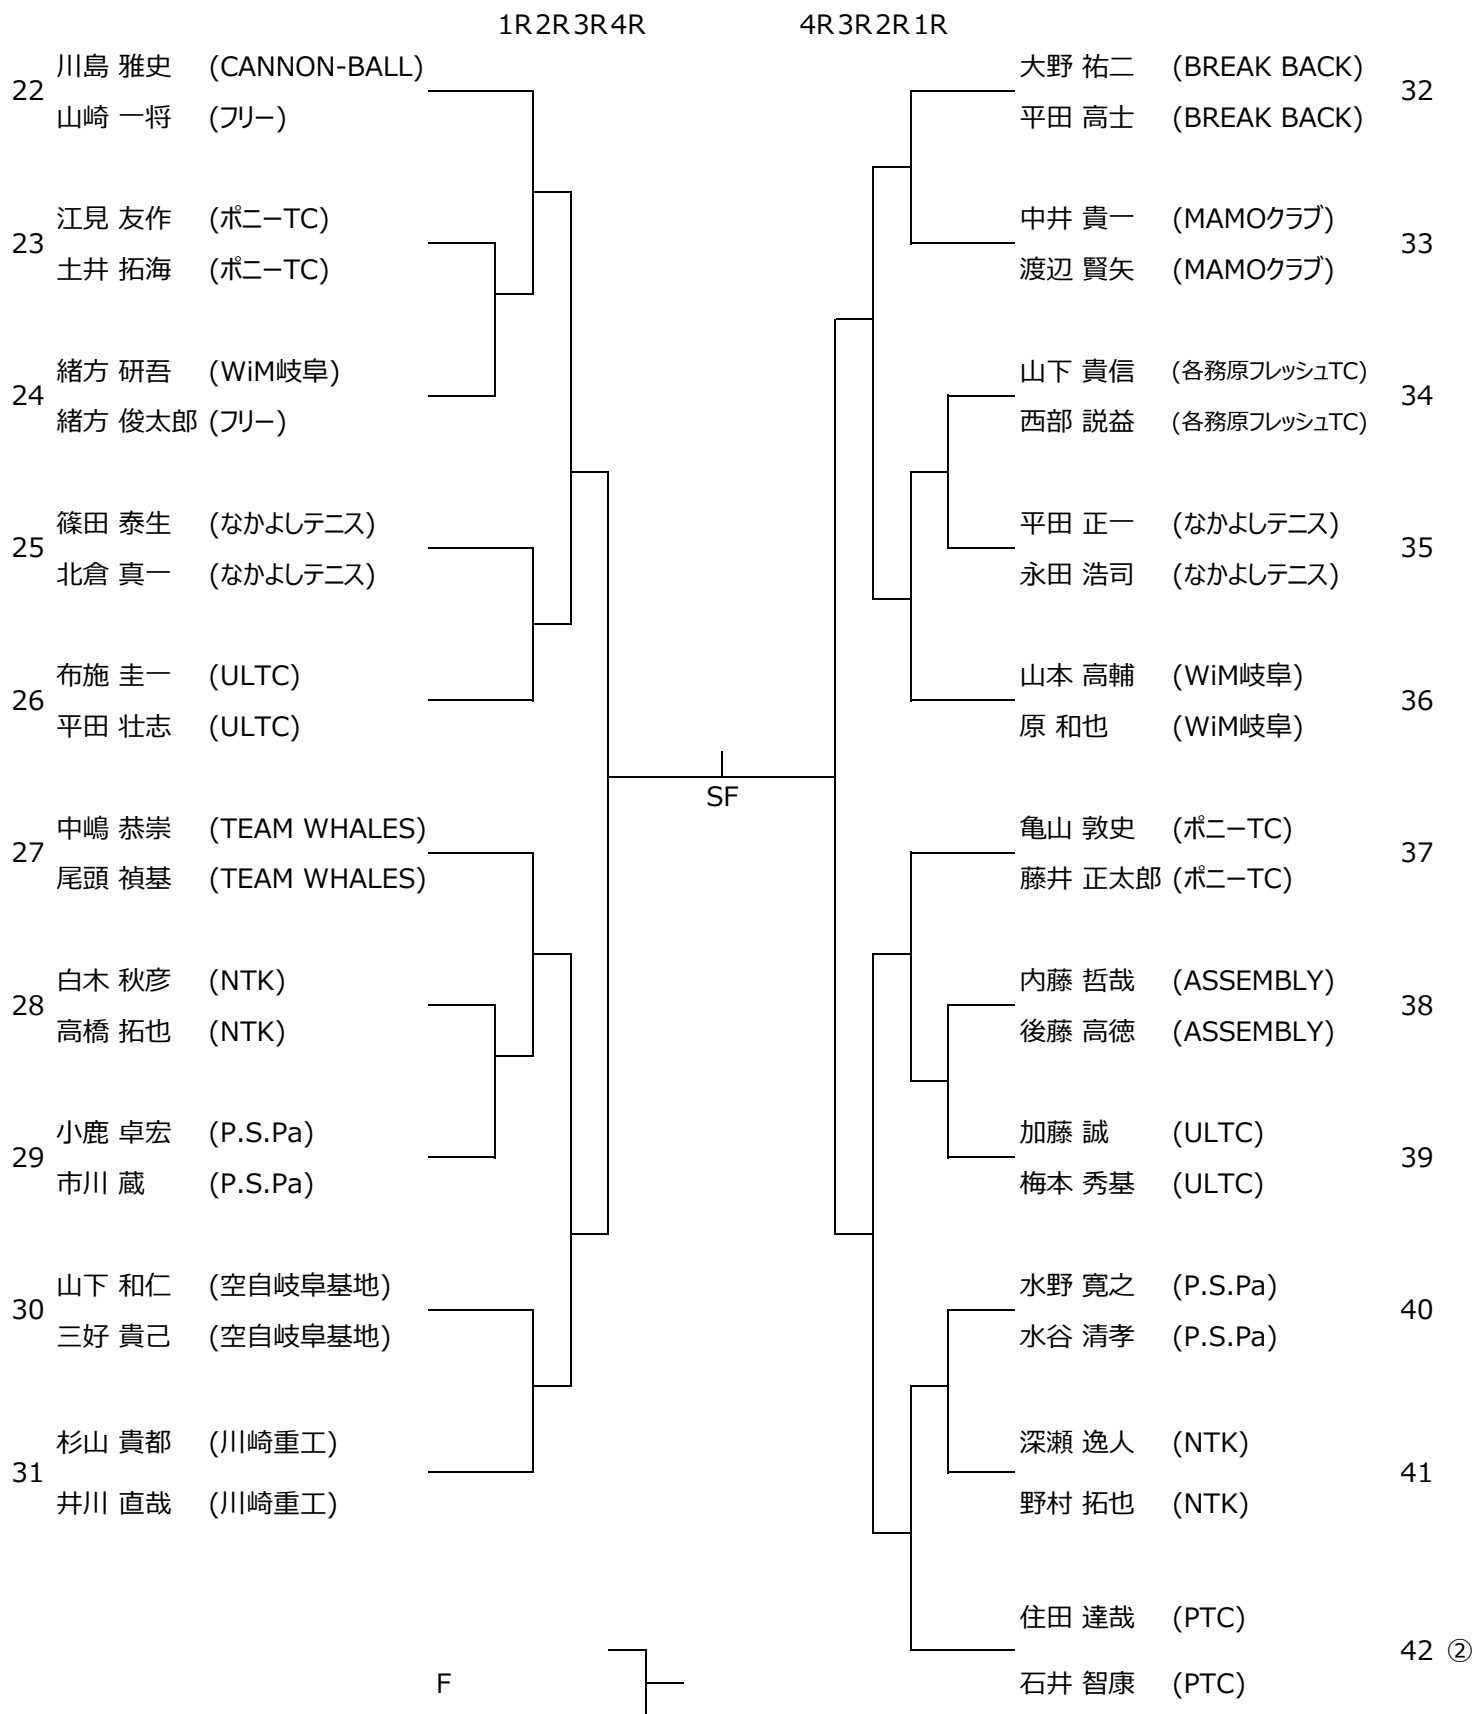 1R2R3R4R
4R3R2R1R
22
川島 雅史 (CANNON-BALL)
山崎 一将 (フリー)
23
江見 友作 (ポニーTC)
土井 拓海 (ポニーTC)
24
緒方 研吾 (WiM岐阜)
緒方 俊太郎 (フリー)
25
篠田 泰生 (なかよしテニス)
北倉 真一 (なかよしテニス)
26
布施 圭一 (ULTC)
平田 壮志 (ULTC)
27
中嶋 恭崇 (TEAM WHALES)
尾頭 禎基 (TEAM WHALES)
28
白木 秋彦 (NTK)
高橋 拓也 (NTK)
29
小鹿 卓宏 (P.S.Pa)
市川 蔵 (P.S.Pa)
30
山下 和仁 (空自岐阜基地)
三好 貴己 (空自岐阜基地)
31
杉山 貴都 (川崎重工)
井川 直哉 (川崎重工)
SF
F
大野 祐二 (BREAK BACK)
平田 高士 (BREAK BACK)
32
中井 貴一 (MAMOクラブ)
渡辺 賢矢 (MAMOクラブ)
33
山下 貴信 (各務原フレッシュTC)
西部 説益 (各務原フレッシュTC)
34
平田 正一 (なかよしテニス)
永田 浩司 (なかよしテニス)
35
山本 高輔 (WiM岐阜)
原 和也 (WiM岐阜)
36
亀山 敦史 (ポニーTC)
藤井 正太郎 (ポニーTC)
37
内藤 哲哉 (ASSEMBLY)
後藤 高徳 (ASSEMBLY)
38
加藤 誠 (ULTC)
梅本 秀基 (ULTC)
39
水野 寛之 (P.S.Pa)
水谷 清孝 (P.S.Pa)
40
深瀬 逸人 (NTK)
野村 拓也 (NTK)
41
住田 達哉 (PTC)
石井 智康 (PTC)
42 ②